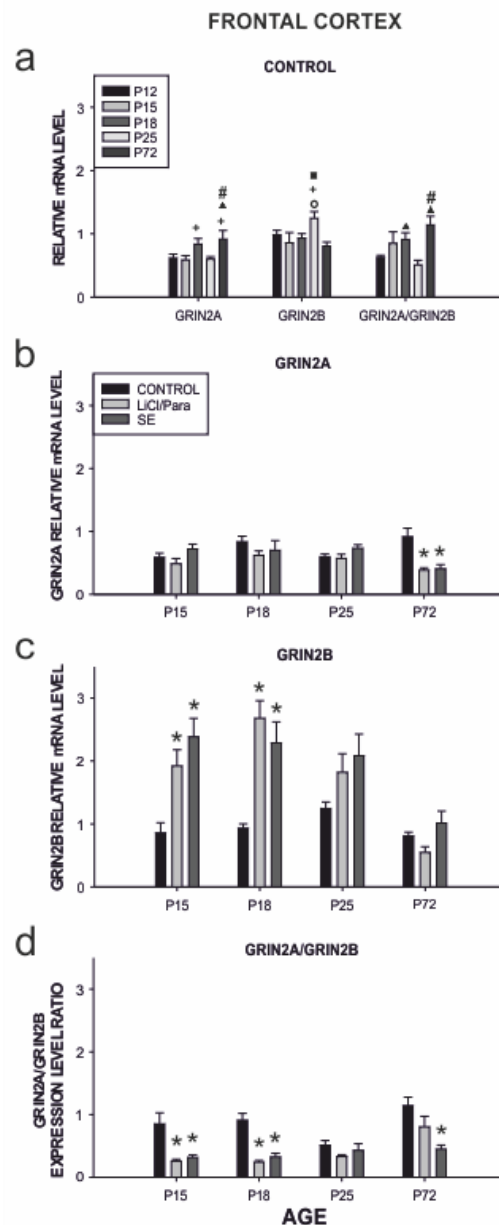 FRONTAL CORTEX
a
CONTROL
P12
P15
P18
P25
P72
RELATIVE mRNA LEVEL
3
2
1
0
+
#
▲
+
■
+
o
▲
#
▲
GRIN2A GRIN2B GRIN2A/GRIN2B
b
GRIN2A
CONTROL
LiCl/Para
SE
GRIN2A RELATIVE mRNA LEVEL
3
2
1
0
* *
P15 P18 P25 P72
c
GRIN2B
GRIN2B RELATIVE mRNA LEVEL
3
2
1
0
* * * *
P15 P18 P25 P72
d
GRIN2A/GRIN2B
GRIN2A/GRIN2B
EXPRESSION LEVEL RATIO
3
2
1
0
* * * * *
P15 P18 P25 P72
AGE